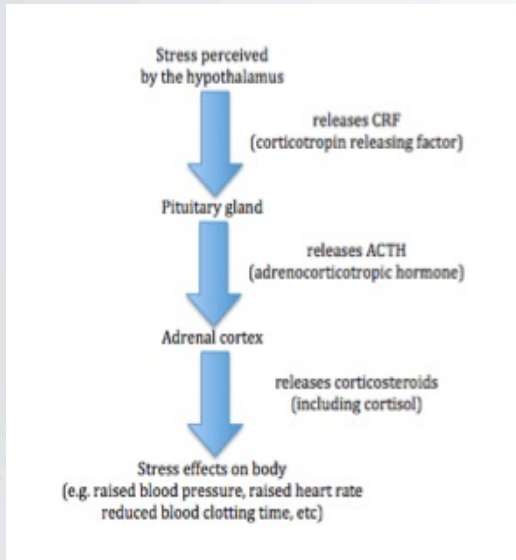 Stress perceived
by the hypothalamus
releases CRF
(corticotropin releasing factor)
Pituitary gland
releases ACTH
(adrenocorticotropic hormone)
Adrenal cortex
releases corticosteroids
(including cortisol)
Stress effects on body
(e.g. raised blood pressure, raised heart rate
reduced blood clotting time, etc)